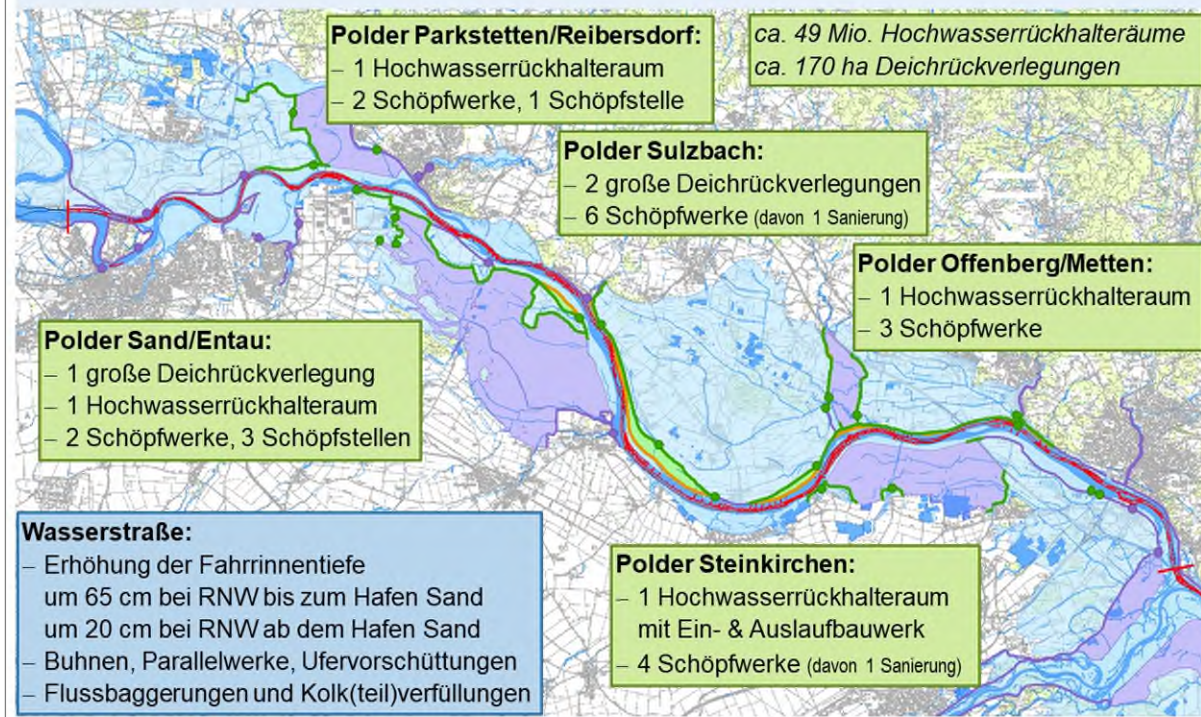 Polder Parkstetten/Reibersdorf:
– 1 Hochwasserrückhalteraum
– 2 Schöpfwerke, 1 Schöpfstelle
ca. 49 Mio. Hochwasserrückhalteräume
ca. 170 ha Deichrückverlegungen
Polder Sulzbach:
– 2 große Deichrückverlegungen
– 6 Schöpfwerke (davon 1 Sanierung)
Polder Offenberg/Metten:
– 1 Hochwasserrückhalteraum
– 3 Schöpfwerke
Polder Sand/Entau:
– 1 große Deichrückverlegung
– 1 Hochwasserrückhalteraum
– 2 Schöpfwerke, 3 Schöpfstellen
Wasserstraße:
– Erhöhung der Fahrrinnentiefe
um 65 cm bei RNW bis zum Hafen Sand
um 20 cm bei RNW ab dem Hafen Sand
– Buhnen, Parallelwerke, Ufervorschüttungen
– Flussbaggerungen und Kolk(teil)verfüllungen
Polder Steinkirchen:
– 1 Hochwasserrückhalteraum
mit Ein- & Auslaufbauwerk
– 4 Schöpfwerke (davon 1 Sanierung)